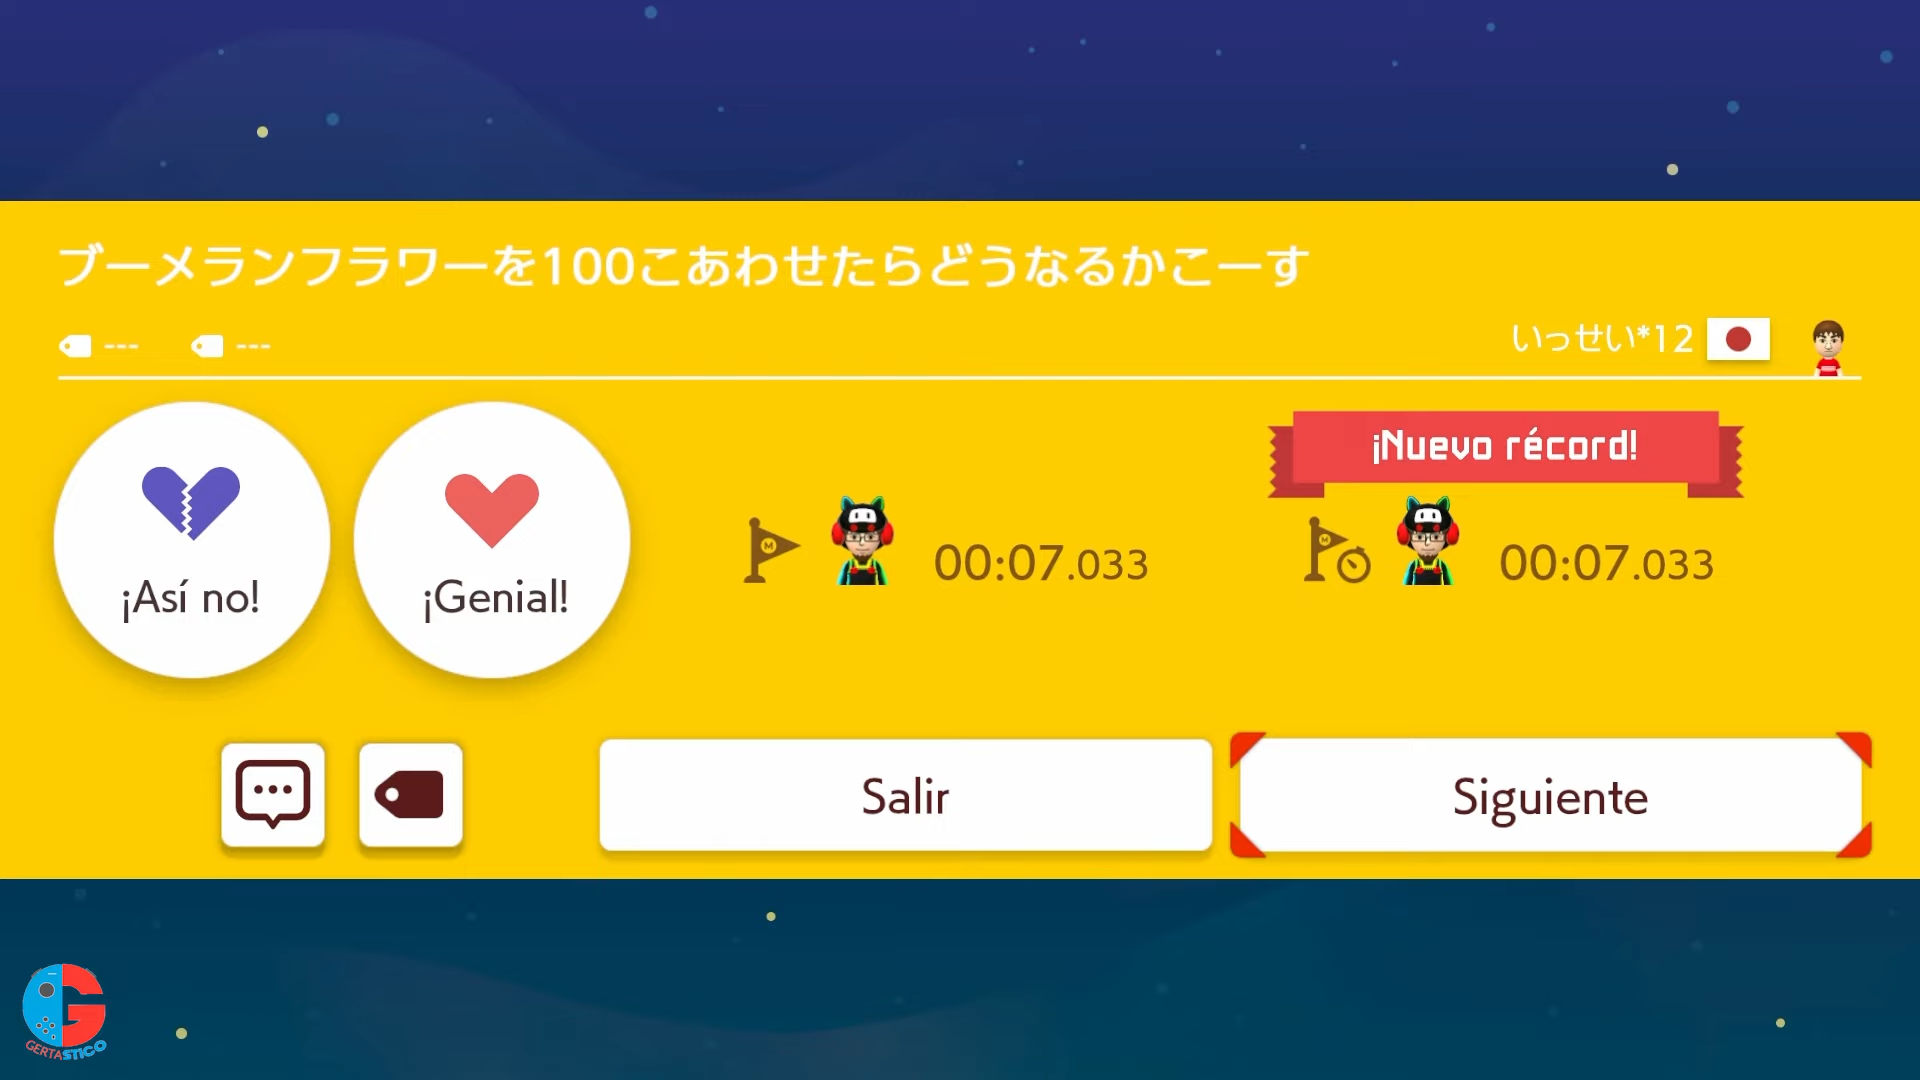 ブーメランフラワーを100こあわせたらどうなるかこーす
--- ---
いっせい*12
¡Nuevo récord!
¡Así no!
¡Genial!
M 00:07.033
M 00:07.033
Salir
Siguiente
G
GERTASTICO